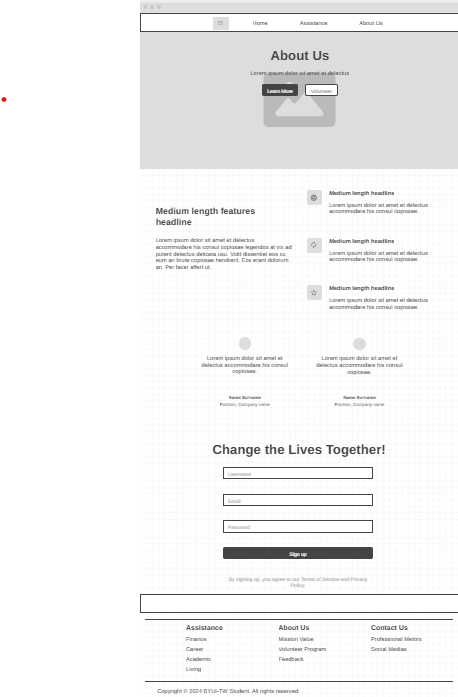 Home Assistance About Us
About Us
Lorem ipsum dolor sit amet et delectus
Learn More Volunteer
Medium length features
headline
Lorem ipsum dolor sit amet et delectus
accommodare his consul copiosae legendos at vix ad
putent delectus delicata usu. Vidit dissentiet eos cu
eum an brute copiosae hendrerit. Eos erant dolorum
an. Per facer affert ut.
Medium length headline
Lorem ipsum dolor sit amet et delectus
accommodare his consul copiosae.
Medium length headline
Lorem ipsum dolor sit amet et delectus
accommodare his consul copiosae.
Medium length headline
Lorem ipsum dolor sit amet et delectus
accommodare his consul copiosae.
Lorem ipsum dolor sit amet et
delectus accommodare his consul
copiosae.
Name Surname
Position, Company name
Lorem ipsum dolor sit amet et
delectus accommodare his consul
copiosae.
Name Surname
Position, Company name
Change the Lives Together!
Username
Email
Password
Sign up
By signing up, you agree to our Terms of Service and Privacy
Policy.
Assistance
Finance
Career
Academic
Living
About Us
Mission Value
Volunteer Program
Feedback
Contact Us
Professional Metors
Social Medias
Copyright © 2024 BYUI-TW Student. All rights reserved.